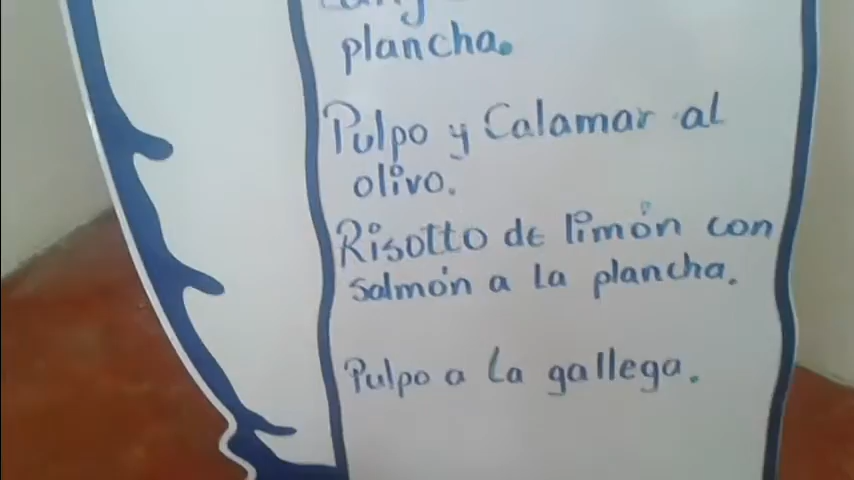 plancha.
Pulpo y Calamar al
olivo.
Risotto de limón con
salmón a la plancha.
Pulpo a la gallega.